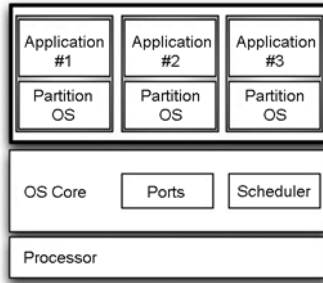 Application
#1
Application
#2
Application
#3
Partition
OS
Partition
OS
Partition
OS
OS Core
Ports
Scheduler
Processor